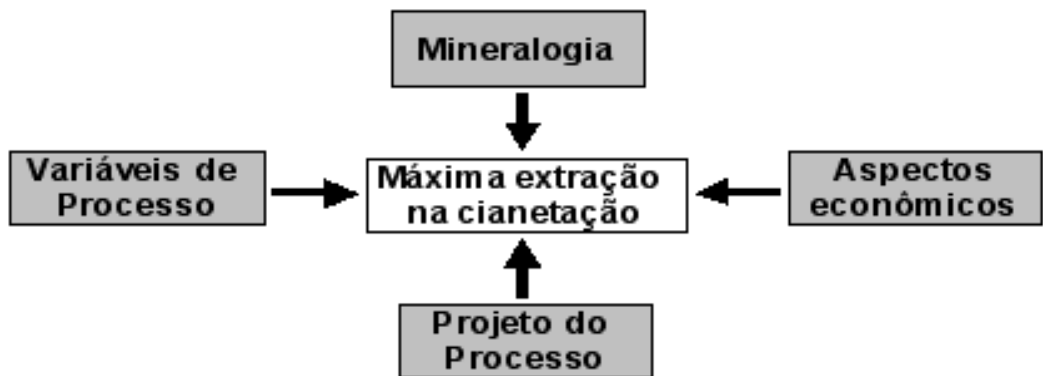 Mineralogia
Variáveis de
Processo
Máxima extração
na cianetação
Aspectos
econômicos
Projeto do
Processo